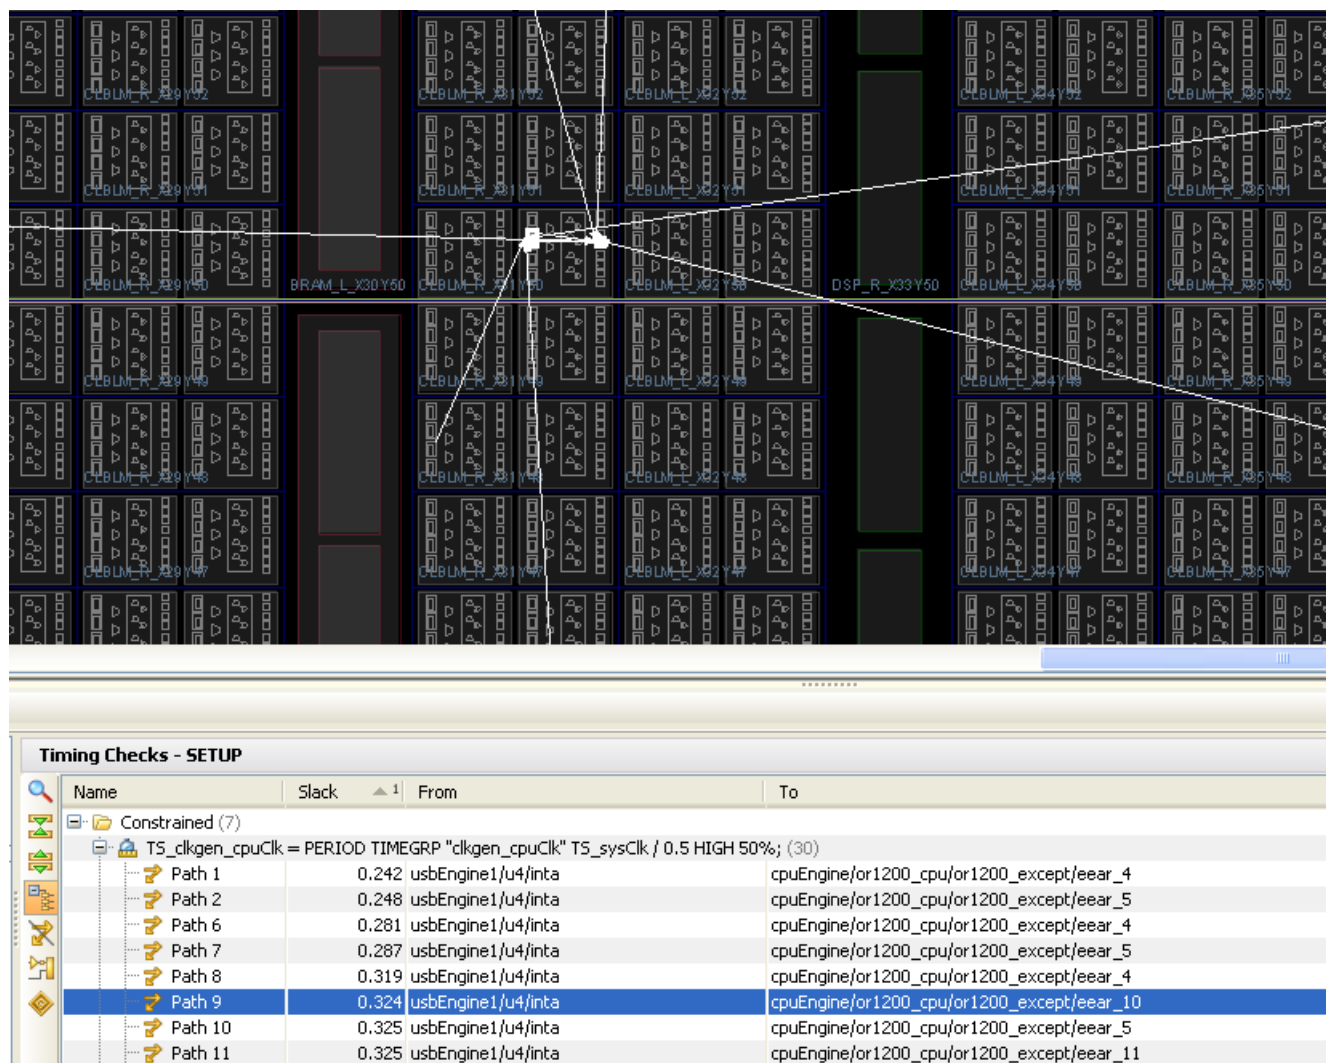 CLBLM_R_X29Y52 CLBLM_R_X31Y52 CLBLM_L_X32Y52 CLBLM_L_X34Y52 CLBLM_R_X35Y52
CLBLM_R_X29Y51 CLBLM_R_X31Y51 CLBLM_L_X32Y51 CLBLM_L_X34Y51 CLBLM_R_X35Y51
CLBLM_R_X29Y50 BRAM_L_X30Y50 CLBLM_R_X31Y50 CLBLM_L_X32Y50 DSP_R_X33Y50 CLBLM_L_X34Y50 CLBLM_R_X35Y50
CLBLM_R_X29Y49 CLBLM_R_X31Y49 CLBLM_L_X32Y49 CLBLM_L_X34Y49 CLBLM_R_X35Y49
CLBLM_R_X29Y48 CLBLM_R_X31Y48 CLBLM_L_X32Y48 CLBLM_L_X34Y48 CLBLM_R_X35Y48
CLBLM_R_X29Y47 CLBLM_R_X31Y47 CLBLM_L_X32Y47 CLBLM_L_X34Y47 CLBLM_R_X35Y47
Timing Checks - SETUP
Name Slack 1 From To
Constrained (7)
TS_clkgen_cpuClk = PERIOD TIMEGRP "clkgen_cpuClk" TS_sysClk / 0.5 HIGH 50%; (30)
Path 1 0.242 usbEngine1/u4/inta cpuEngine/or1200_cpu/or1200_except/eear_4
Path 2 0.248 usbEngine1/u4/inta cpuEngine/or1200_cpu/or1200_except/eear_5
Path 6 0.281 usbEngine1/u4/inta cpuEngine/or1200_cpu/or1200_except/eear_4
Path 7 0.287 usbEngine1/u4/inta cpuEngine/or1200_cpu/or1200_except/eear_5
Path 8 0.319 usbEngine1/u4/inta cpuEngine/or1200_cpu/or1200_except/eear_4
Path 9 0.324 usbEngine1/u4/inta cpuEngine/or1200_cpu/or1200_except/eear_10
Path 10 0.325 usbEngine1/u4/inta cpuEngine/or1200_cpu/or1200_except/eear_5
Path 11 0.325 usbEngine1/u4/inta cpuEngine/or1200_cpu/or1200_except/eear_11